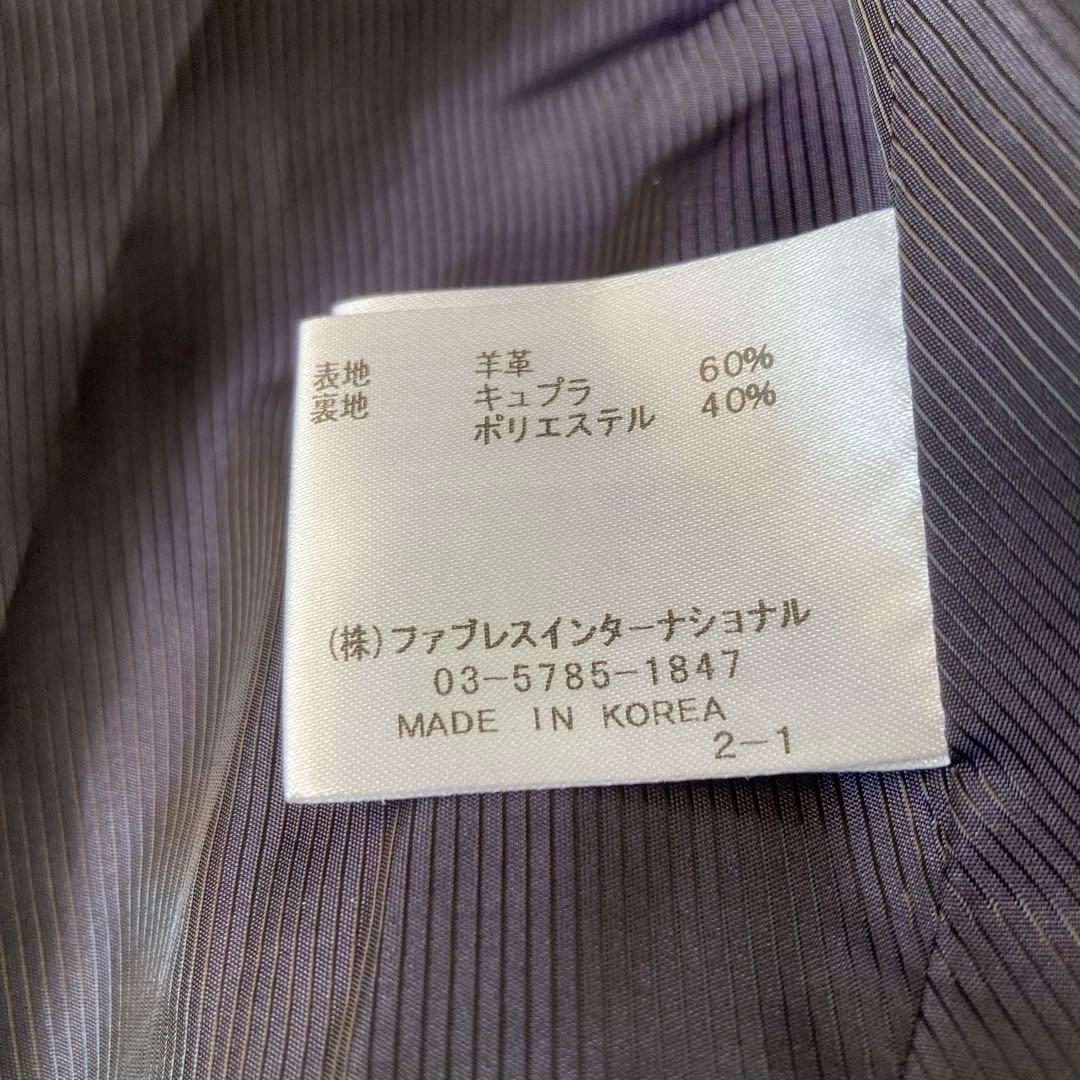 表地 羊革
裏地 キュプラ 60%
ポリエステル 40%
(株)ファブレスインターナショナル
03-5785-1847
MADE IN KOREA
2-1